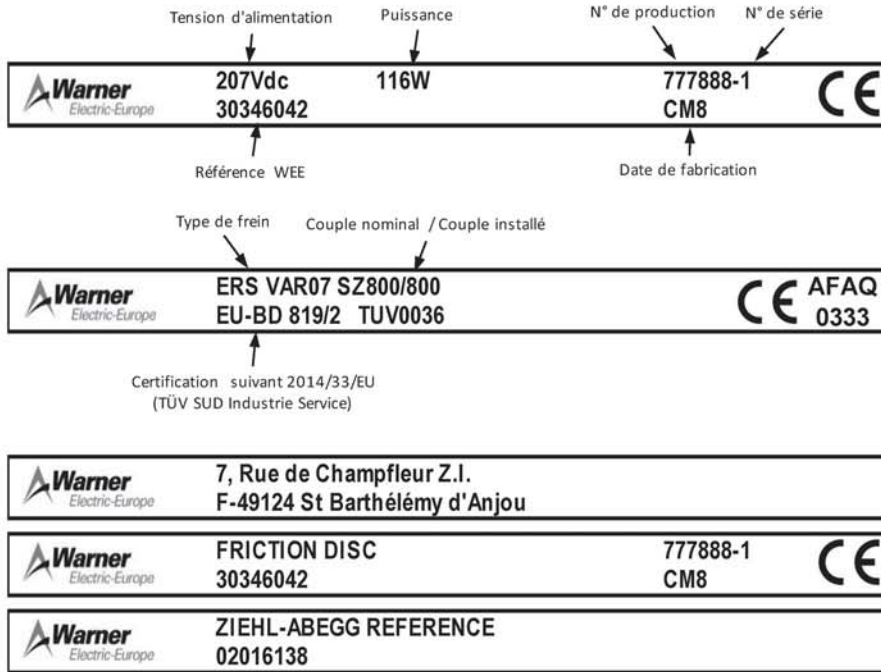 Tension d'alimentation Puissance N° de production N° de série
Warner 207Vdc 116W 777888-1 CE
Electric-Europe 30346042 CM8
Référence WEE Date de fabrication
Type de frein Couple nominal / Couple installé
Warner ERS VAR07 SZ800/800 CE AFAQ
Electric-Europe EU-BD 819/2 TUV0036 0333
Certification suivant 2014/33/EU
(TÜV SUD Industrie Service)
Warner 7, Rue de Champfleur Z.I.
Electric-Europe F-49124 St Barthélémy d'Anjou
Warner FRICTION DISC 777888-1 CE
Electric-Europe 30346042 CM8
Warner ZIEHL-ABEGG REFERENCE
Electric-Europe 02016138